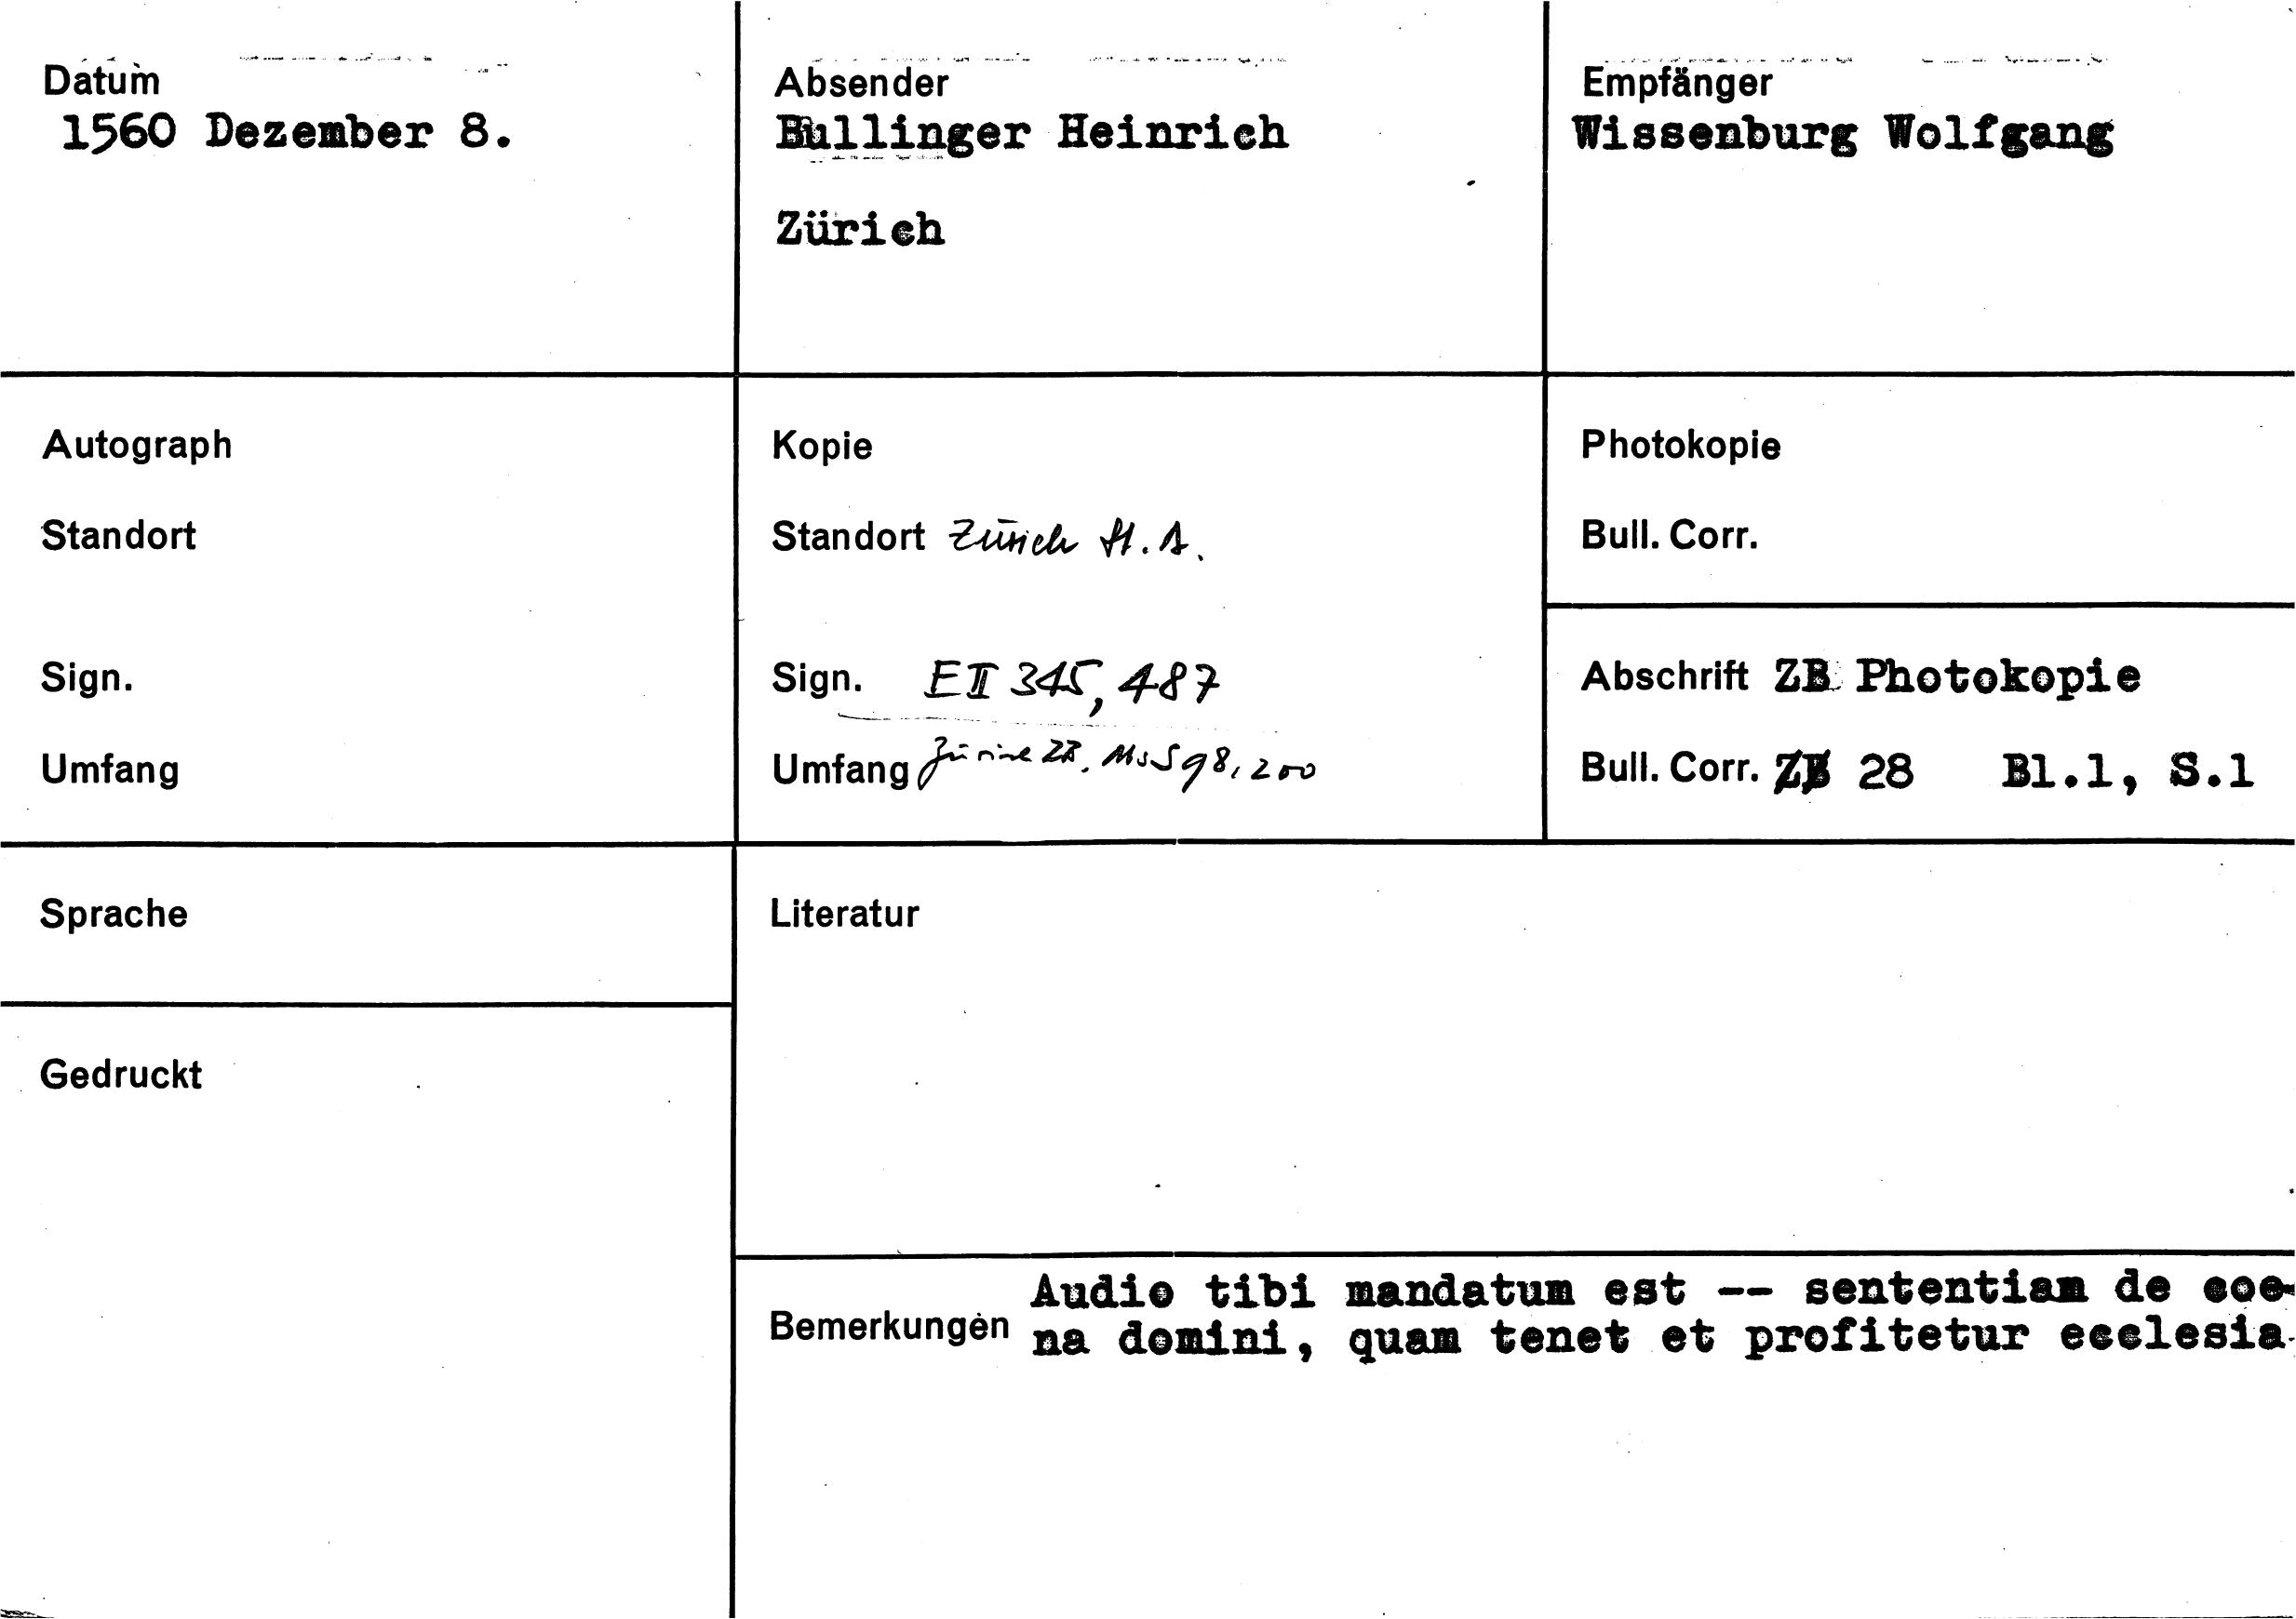 Datum
1560 Dezember 8.
Absender
Bullinger Heinrich
Zürich
Empfänger
Wissenburg Wolfgang
Autograph
Standort
Sign.
Umfang
Kopie
Standort Zürich St. A.
Sign. E II 345, 487
Umfang Zürich ZB. Ms S 98, 200
Photokopie
Bull. Corr.
Abschrift ZB Photokopie
Bull. Corr. ZB 28 Bl.1, S.1
Sprache
Gedruckt
Literatur
Bemerkungen
Audio tibi mandatum est -- sententiam de coe-
na domini, quam tenet et profitetur ecclesia